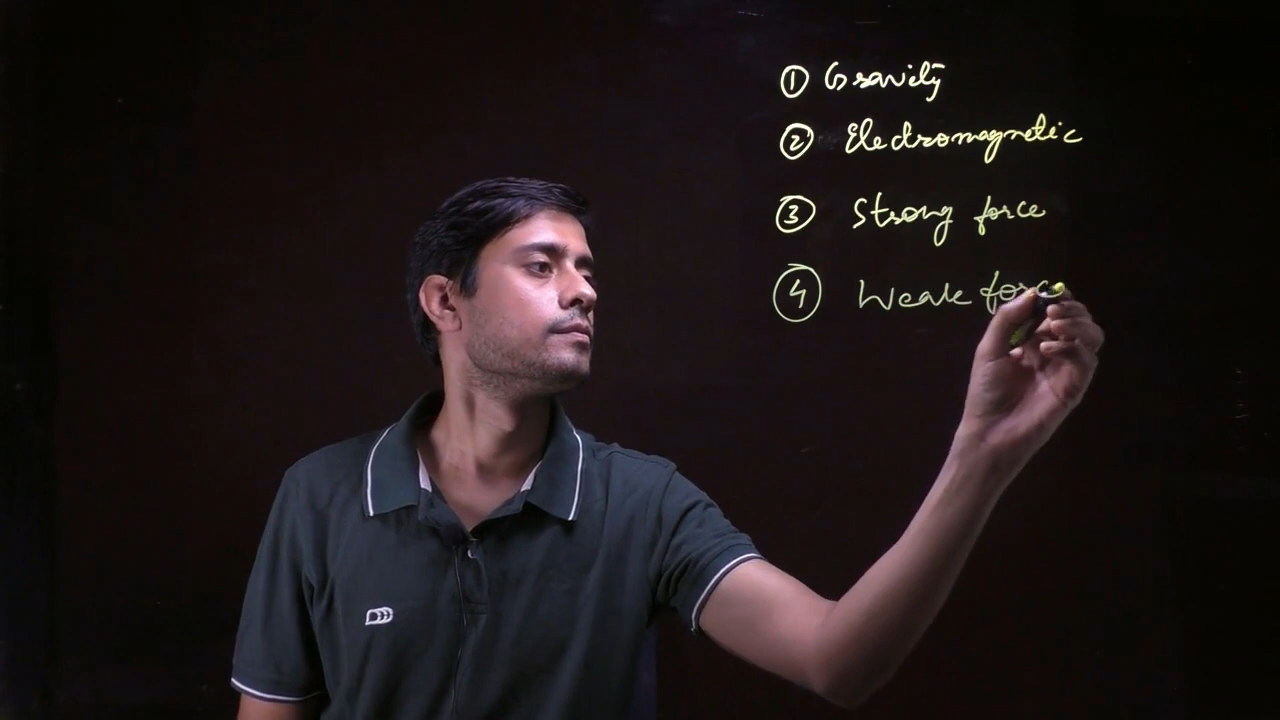 ① Gravity
② Electromagnetic
③ Strong force
④ Weak force